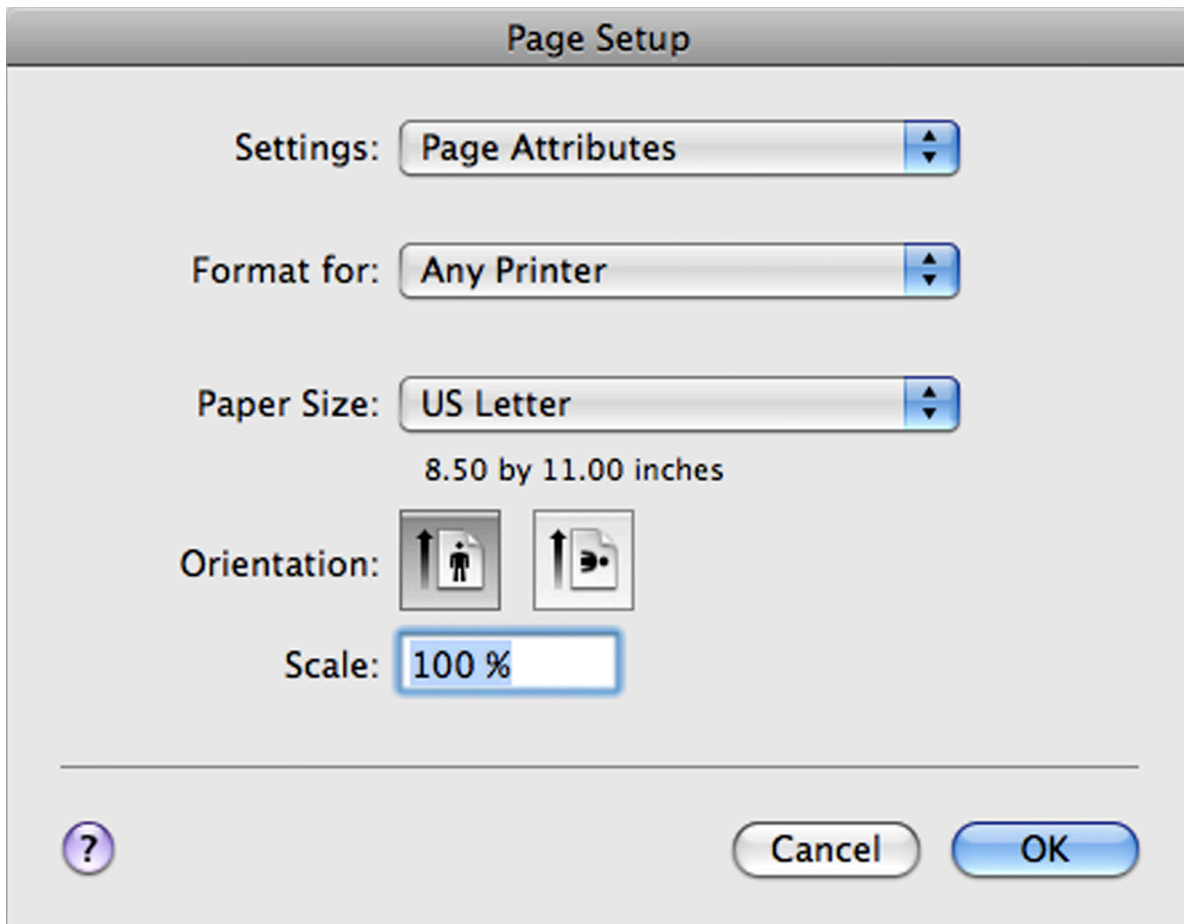 Page Setup
Settings: Page Attributes
Format for: Any Printer
Paper Size: US Letter
8.50 by 11.00 inches
Orientation:
Scale: 100 %
? Cancel OK